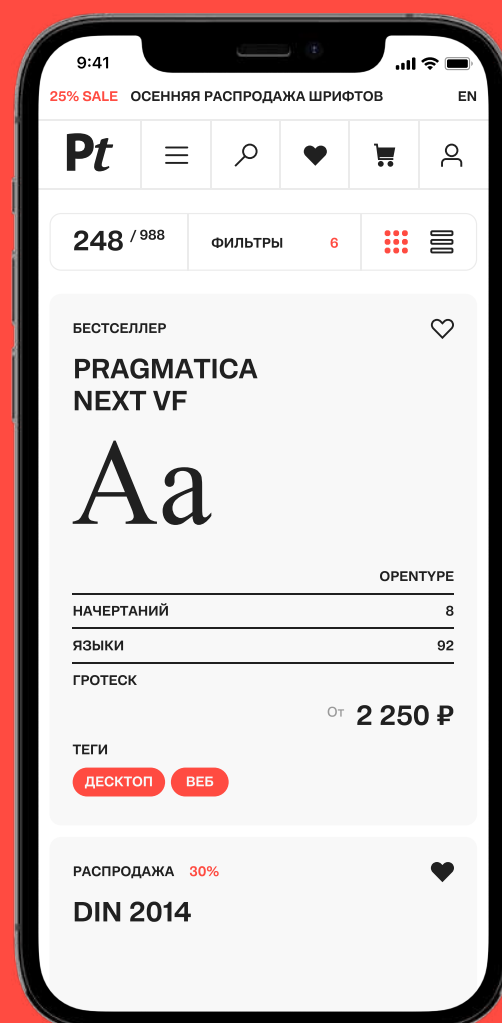 9:41
25% SALE ОСЕННЯЯ РАСПРОДАЖА ШРИФТОВ EN
Pt
248 / 988 ФИЛЬТРЫ 6
БЕСТСЕЛЛЕР
PRAGMATICA
NEXT VF
Aa
OPENTYPE
НАЧЕРТАНИЙ 8
ЯЗЫКИ 92
ГРОТЕСК
От 2 250 ₽
ТЕГИ
ДЕСКТОП ВЕБ
РАСПРОДАЖА 30%
DIN 2014